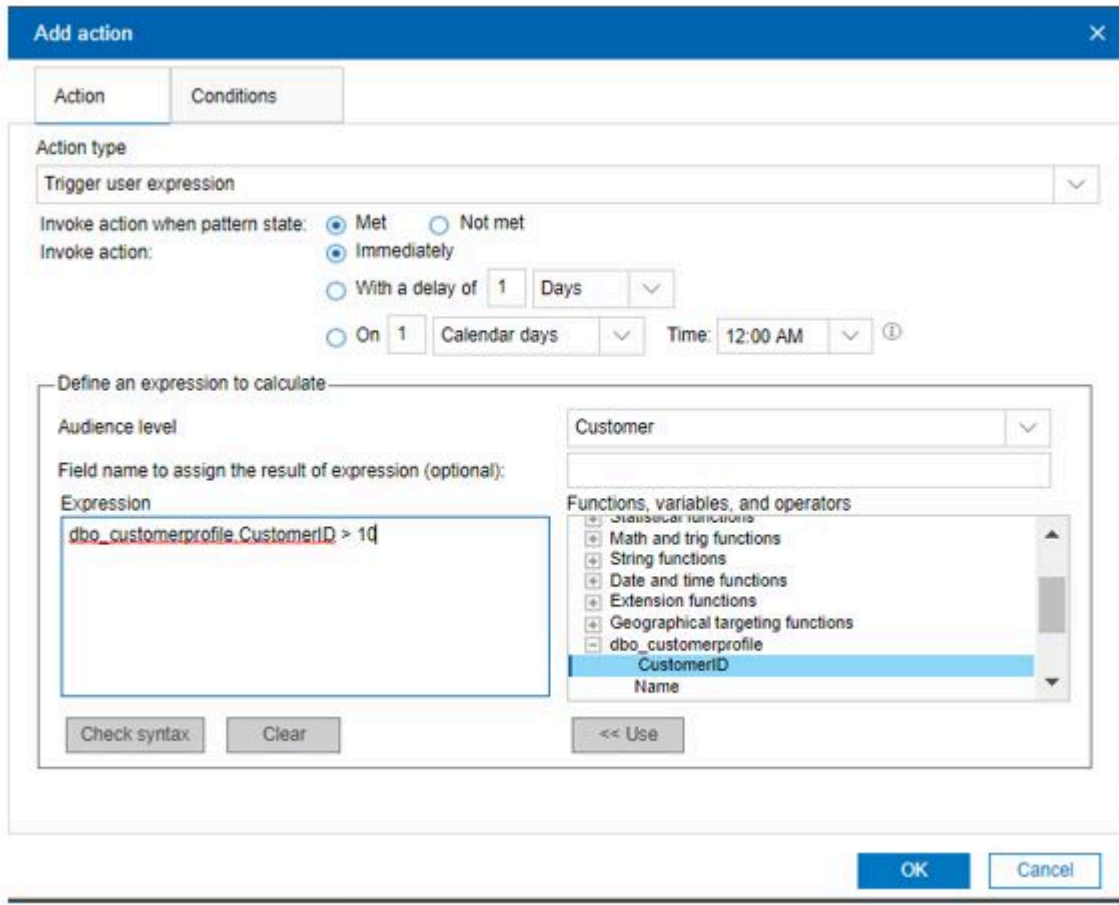 Add action
Action Conditions
Action type
Trigger user expression
Invoke action when pattern state: Met Not met
Invoke action: Immediately
With a delay of 1 Days
On 1 Calendar days Time: 12:00 AM
Define an expression to calculate
Audience level Customer
Field name to assign the result of expression (optional):
Expression Functions, variables, and operators
dbo_customerprofile.CustomerID > 10
Statistical functions
Math and trig functions
String functions
Date and time functions
Extension functions
Geographical targeting functions
dbo_customerprofile
CustomerID
Name
Check syntax Clear << Use
OK Cancel